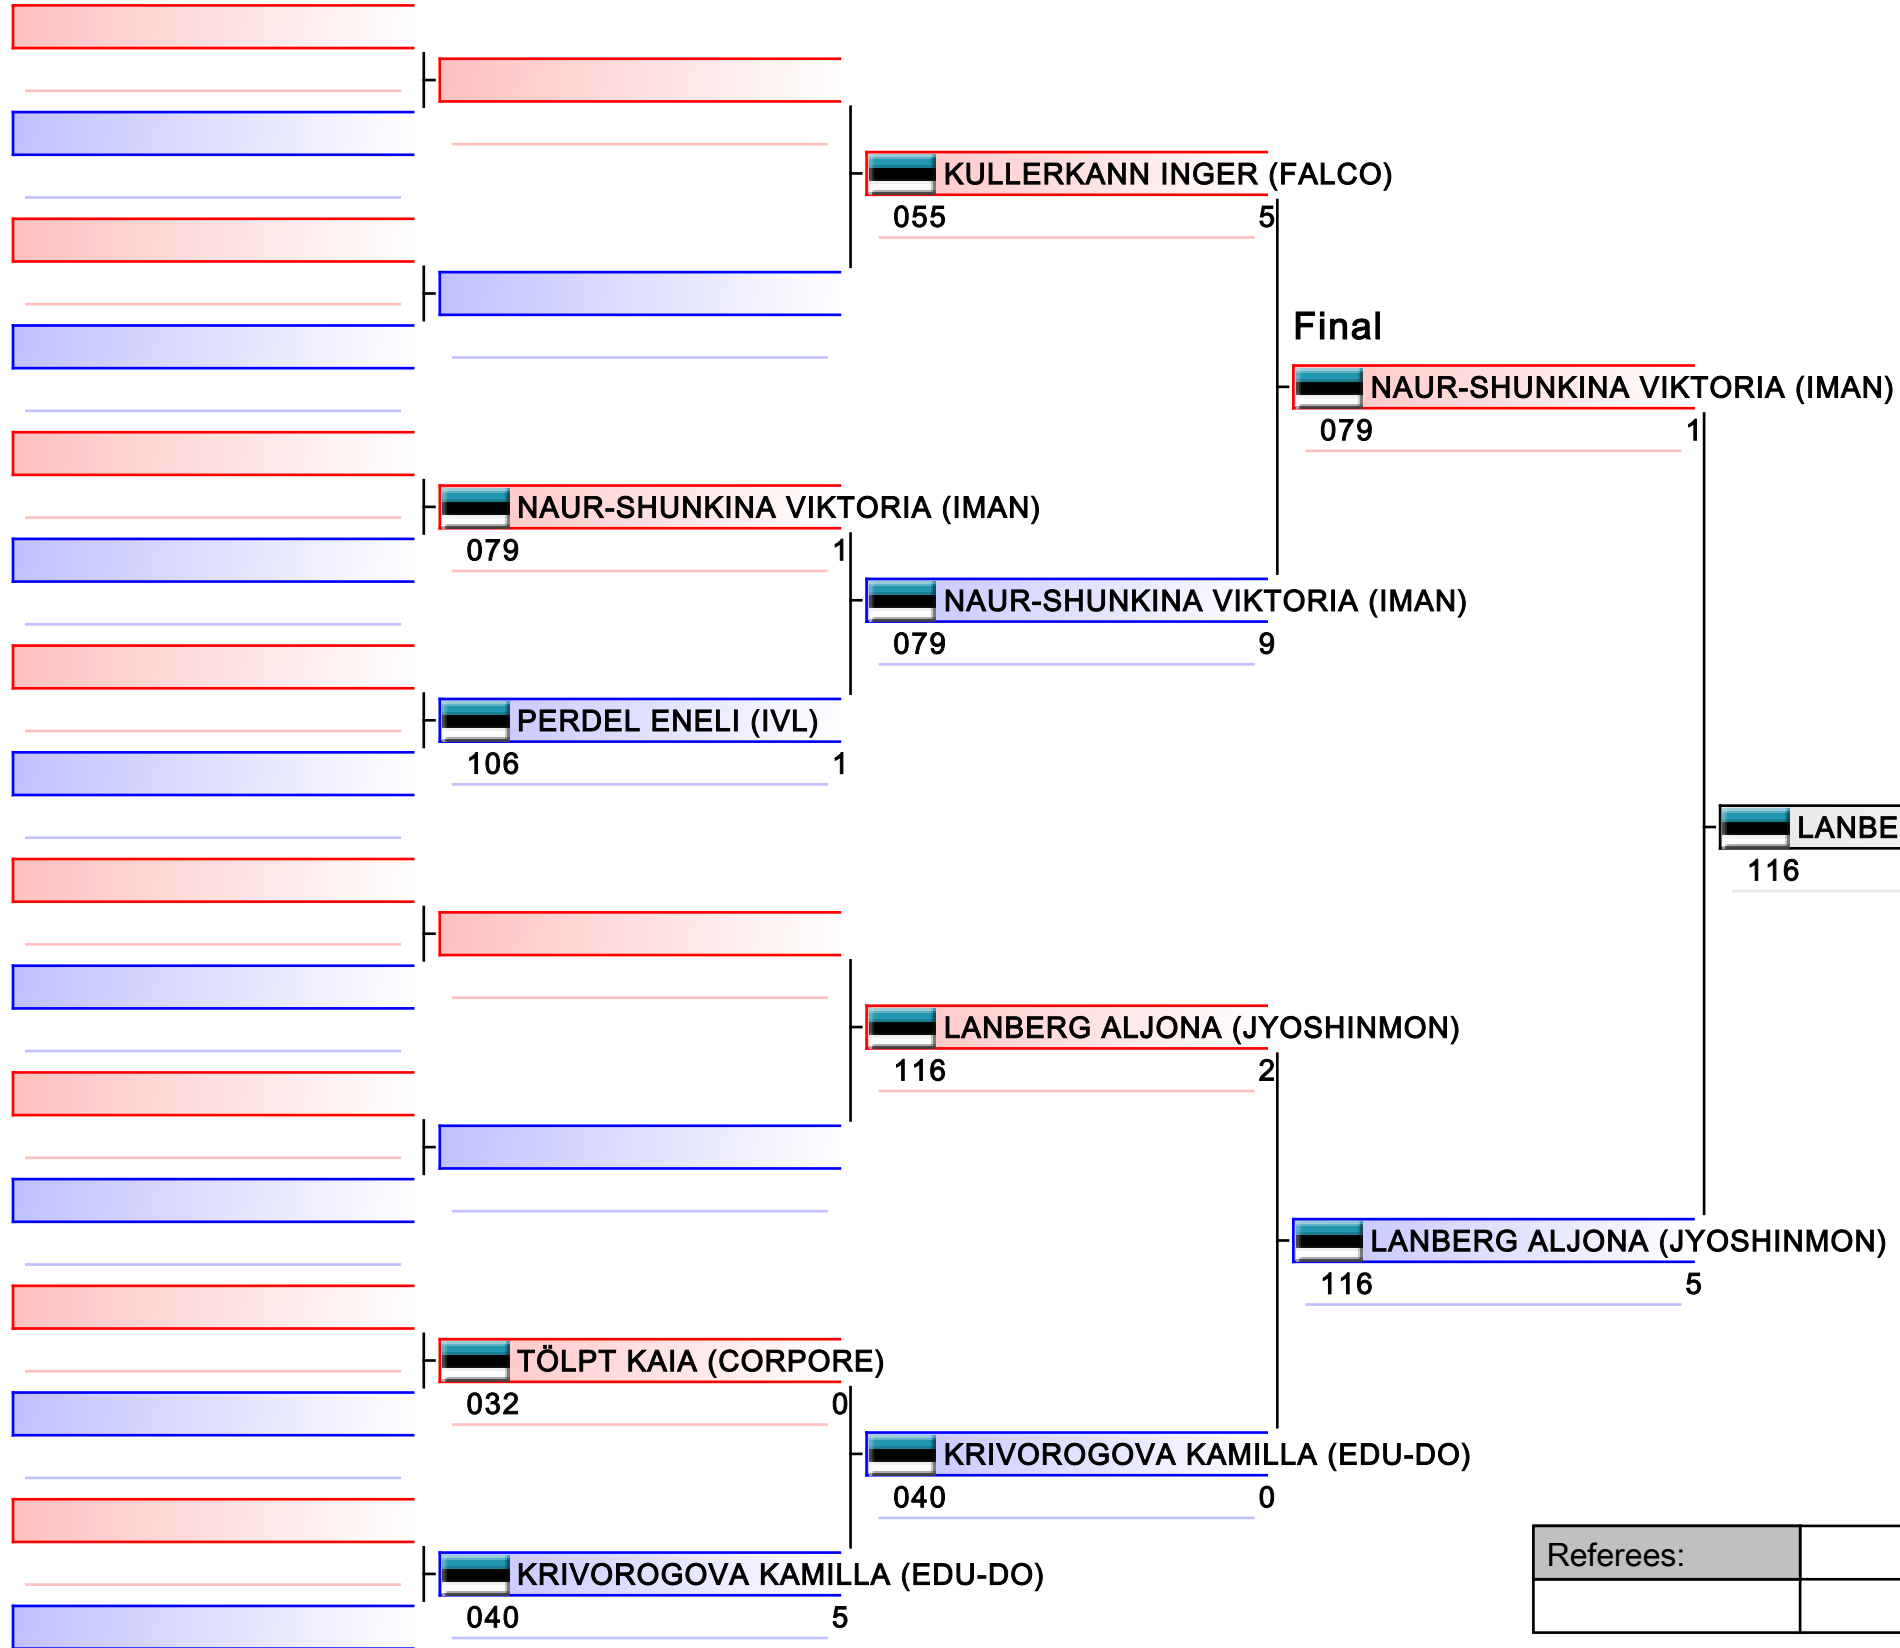 KULLERKANN INGER (FALCO)
055 5
Final
NAUR-SHUNKINA VIKTORIA (IMAN)
079 1
NAUR-SHUNKINA VIKTORIA (IMAN)
079 1
NAUR-SHUNKINA VIKTORIA (IMAN)
079 9
PERDEL ENELI (IVL)
106 1
LANBE
116
LANBERG ALJONA (JYOSHINMON)
116 2
LANBERG ALJONA (JYOSHINMON)
116 5
TÖLPT KAIA (CORPORE)
032 0
KRIVOROGOVA KAMILLA (EDU-DO)
040 0
Referees:
KRIVOROGOVA KAMILLA (EDU-DO)
040 5